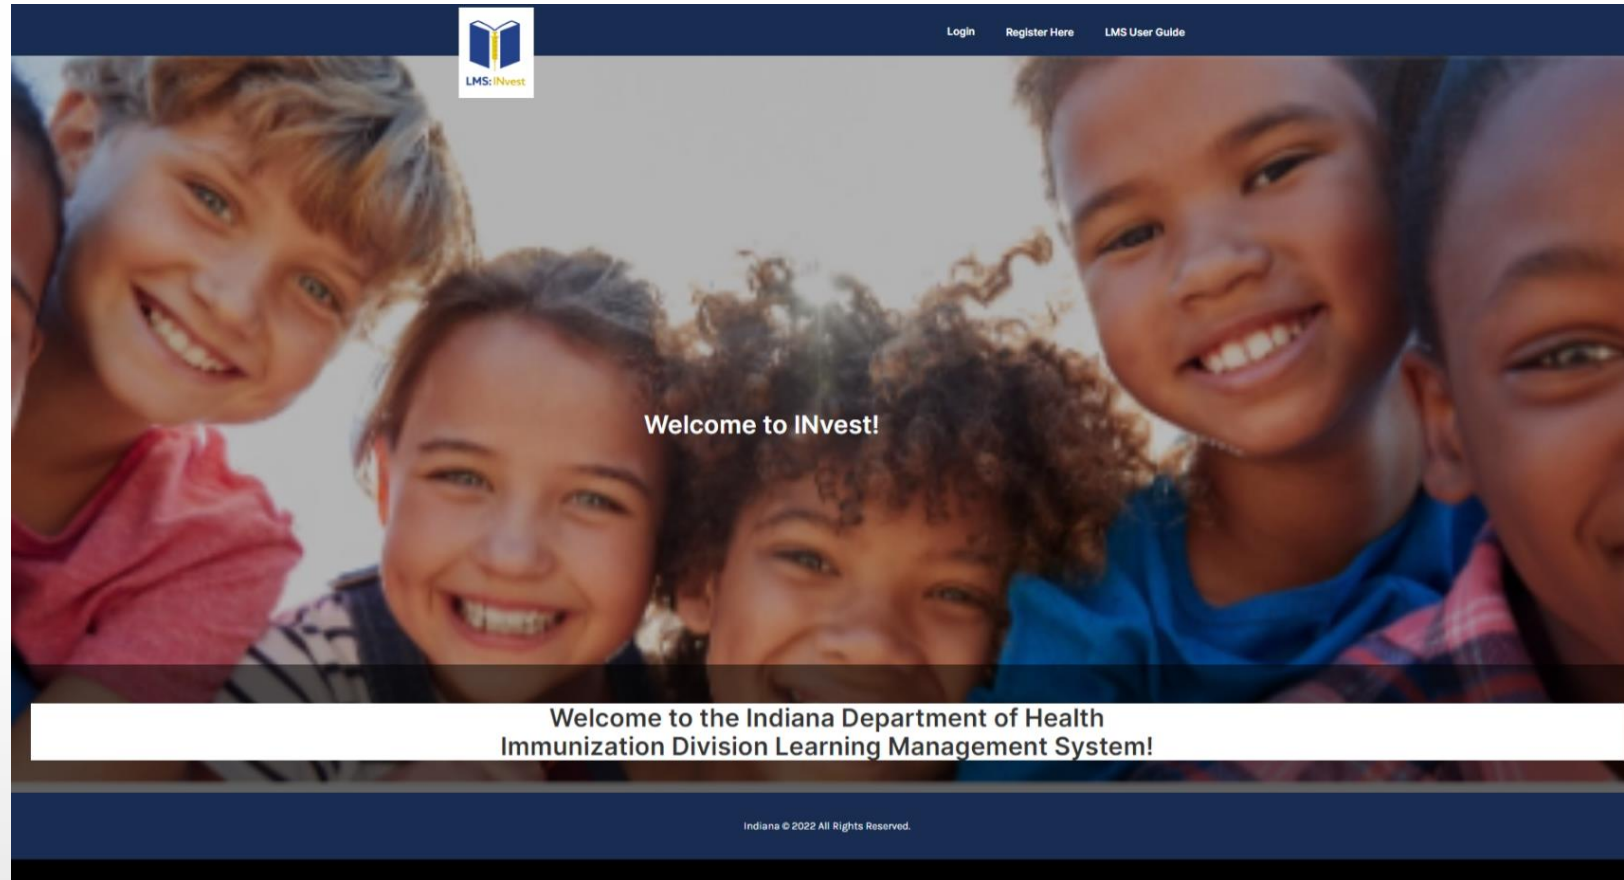 Login Register Here LMS User Guide
LMS: INvest
Welcome to INvest!
Welcome to the Indiana Department of Health
Immunization Division Learning Management System!
Indiana © 2022 All Rights Reserved.